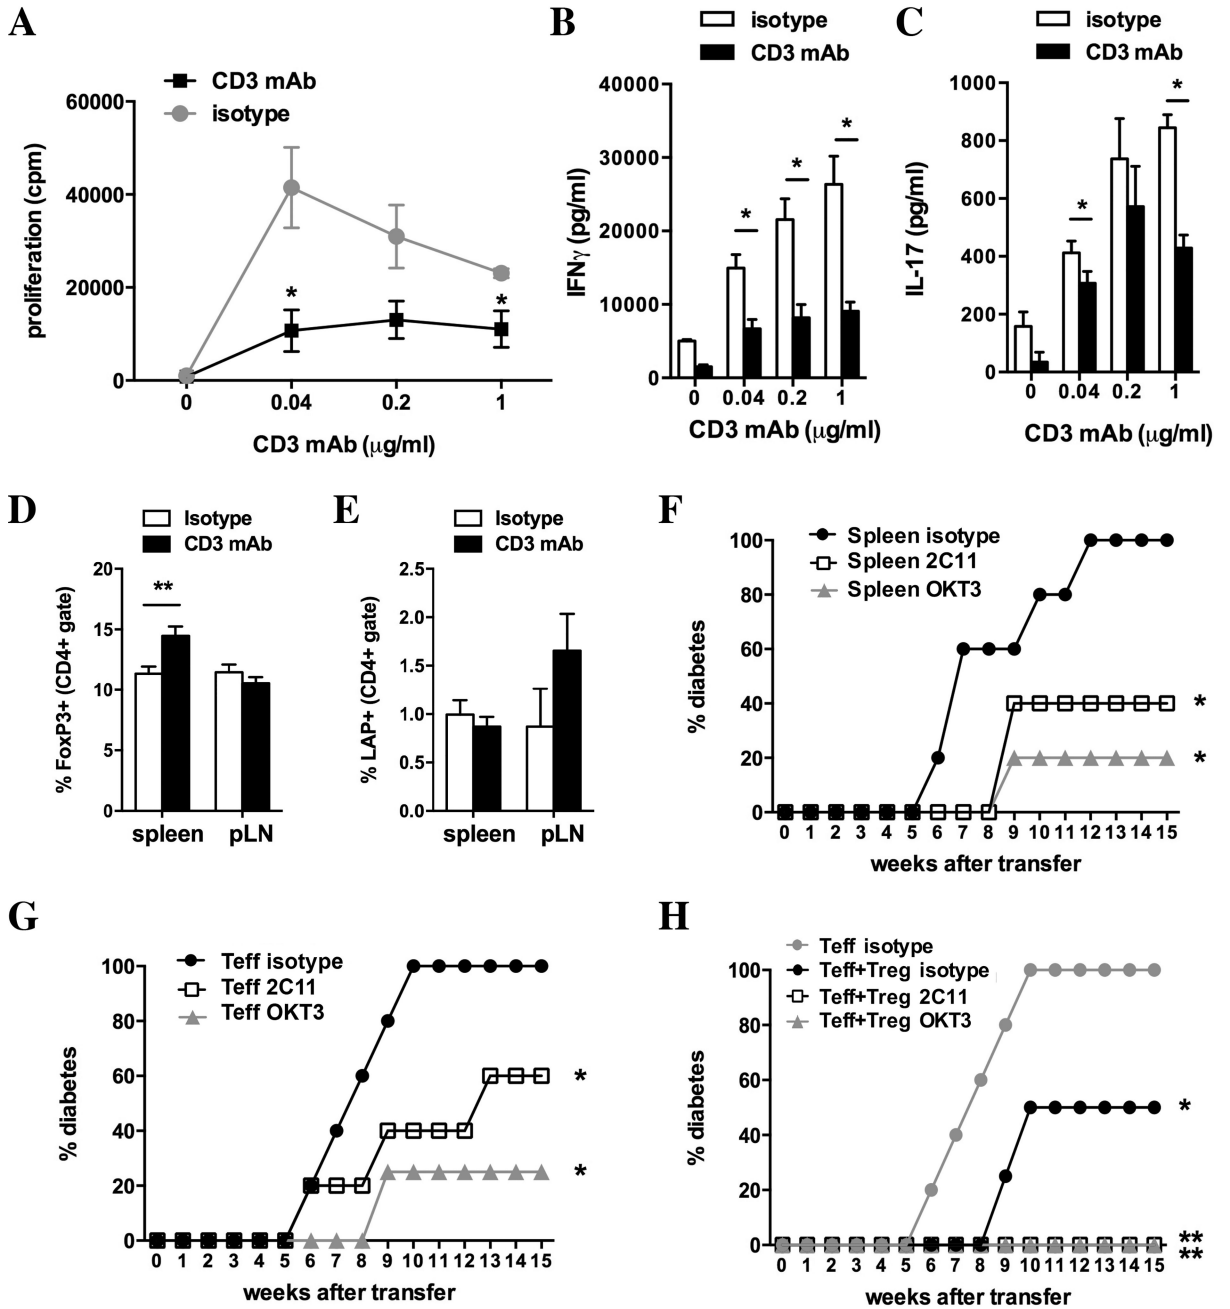 A
CD3 mAb
isotype
proliferation (cpm)
60000
40000
20000
0
*
*
0 0.04 0.2 1
CD3 mAb (μg/ml)
B
isotype
CD3 mAb
IFNγ (pg/ml)
40000
30000
20000
10000
0
*
*
*
0 0.04 0.2 1
CD3 mAb (μg/ml)
C
isotype
CD3 mAb
IL-17 (pg/ml)
1000
800
600
400
200
0
*
*
0 0.04 0.2 1
CD3 mAb (μg/ml)
D
Isotype
CD3 mAb
% FoxP3+ (CD4+ gate)
20
15
10
5
0
**
spleen pLN
E
Isotype
CD3 mAb
% LAP+ (CD4+ gate)
2.5
2.0
1.5
1.0
0.5
0.0
spleen pLN
F
Spleen isotype
Spleen 2C11
Spleen OKT3
% diabetes
100
80
60
40
20
0
*
*
0 1 2 3 4 5 6 7 8 9 10 11 12 13 14 15
weeks after transfer
G
Teff isotype
Teff 2C11
Teff OKT3
% diabetes
100
80
60
40
20
0
*
*
0 1 2 3 4 5 6 7 8 9 10 11 12 13 14 15
weeks after transfer
H
Teff isotype
Teff+Treg isotype
Teff+Treg 2C11
Teff+Treg OKT3
% diabetes
100
80
60
40
20
0
*
**
**
0 1 2 3 4 5 6 7 8 9 10 11 12 13 14 15
weeks after transfer